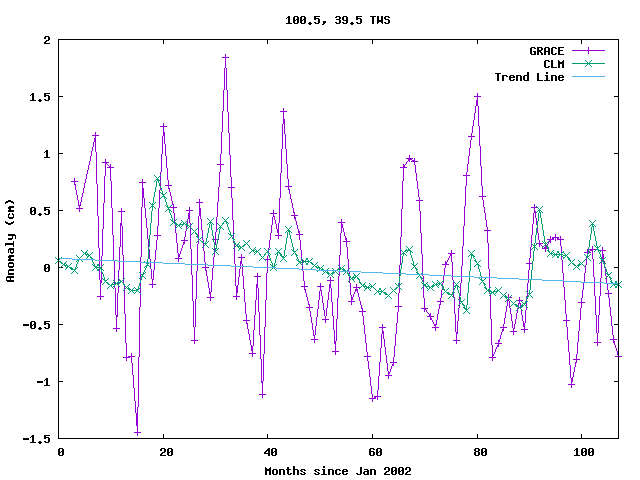 100.5, 39.5 TWS
GRACE
CLM
Trend Line
2
1.5
1
0.5
0
-0.5
-1
-1.5
Anomaly (cm)
0 20 40 60 80 100
Months since Jan 2002